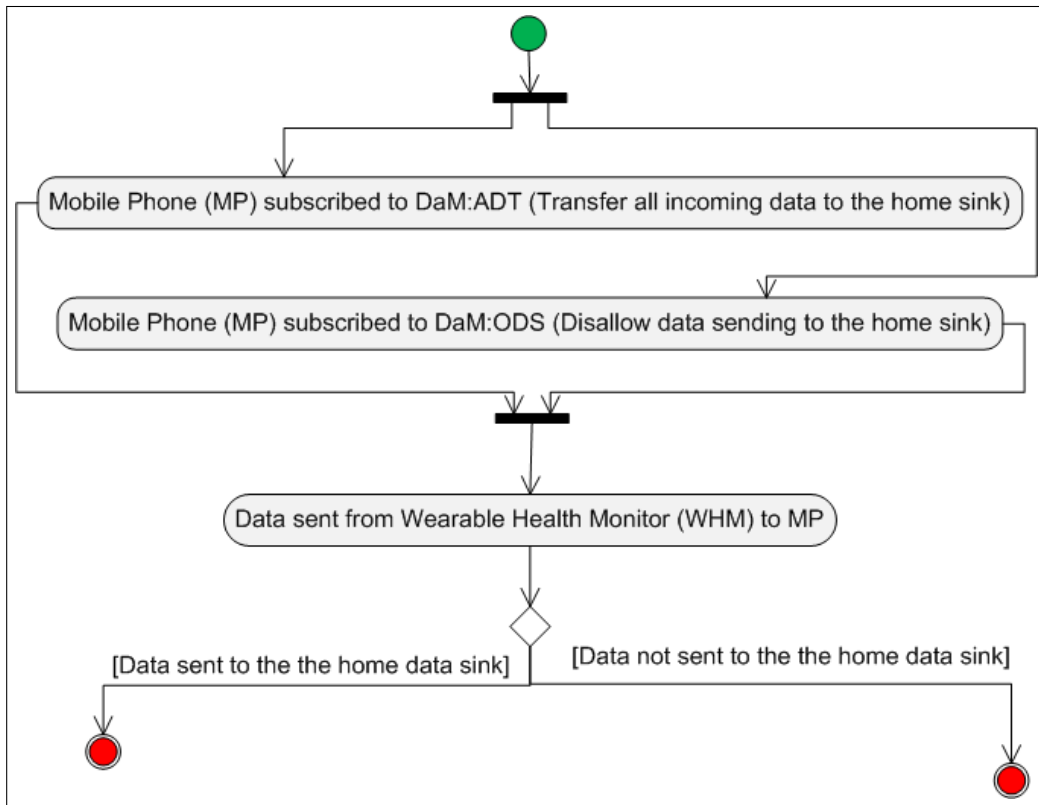 Mobile Phone (MP) subscribed to DaM:ADT (Transfer all incoming data to the home sink)
Mobile Phone (MP) subscribed to DaM:ODS (Disallow data sending to the home sink)
Data sent from Wearable Health Monitor (WHM) to MP
[Data sent to the the home data sink]
[Data not sent to the the home data sink]